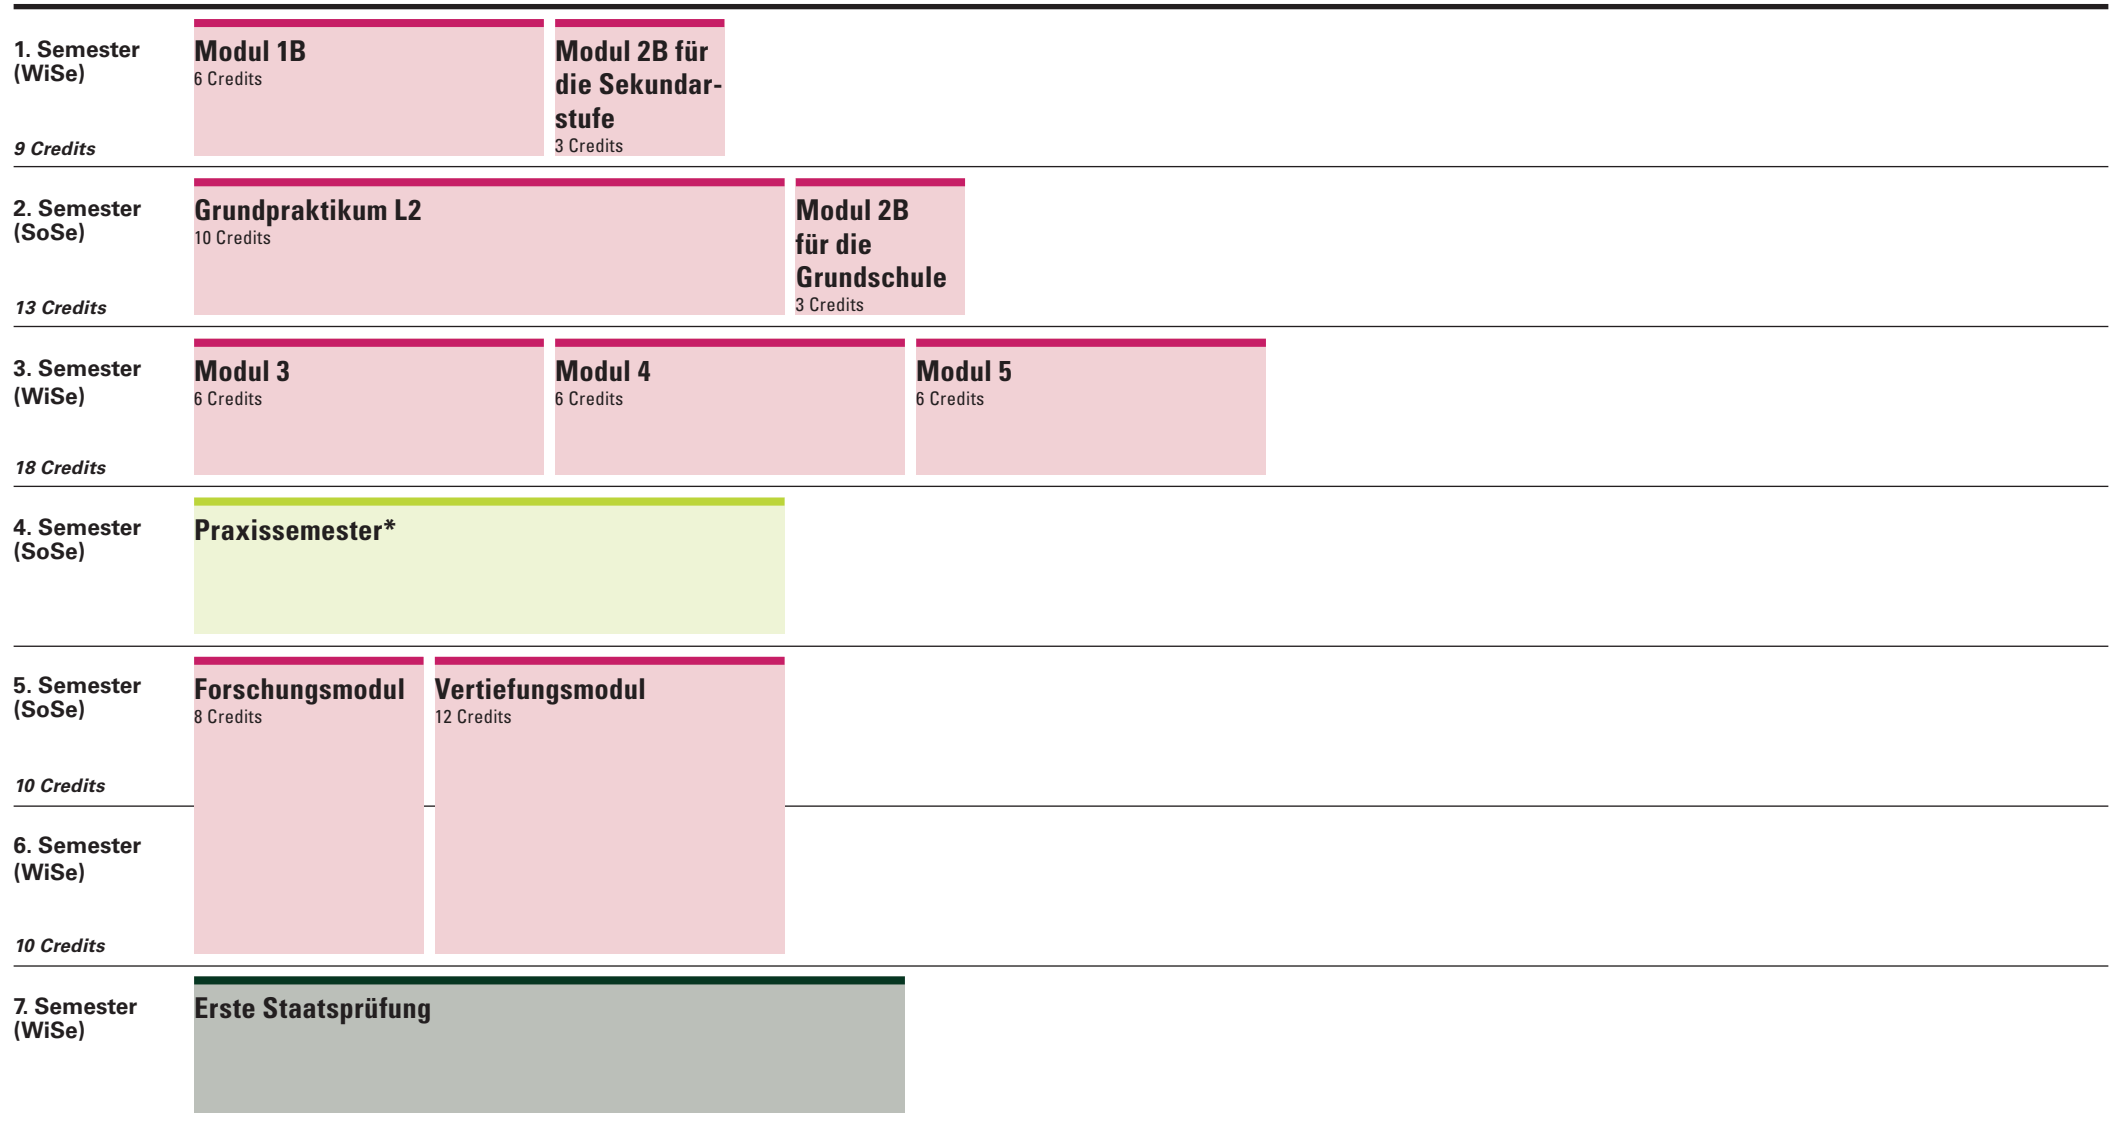 1. Semester
(WiSe)
9 Credits
Modul 1B
6 Credits
Modul 2B für
die Sekundar-
stufe
3 Credits
2. Semester
(SoSe)
13 Credits
Grundpraktikum L2
10 Credits
Modul 2B
für die
Grundschule
3 Credits
3. Semester
(WiSe)
18 Credits
Modul 3
6 Credits
Modul 4
6 Credits
Modul 5
6 Credits
4. Semester
(SoSe)
Praxissemester*
5. Semester
(SoSe)
10 Credits
Forschungsmodul
8 Credits
Vertiefungsmodul
12 Credits
6. Semester
(WiSe)
10 Credits
7. Semester
(WiSe)
Erste Staatsprüfung